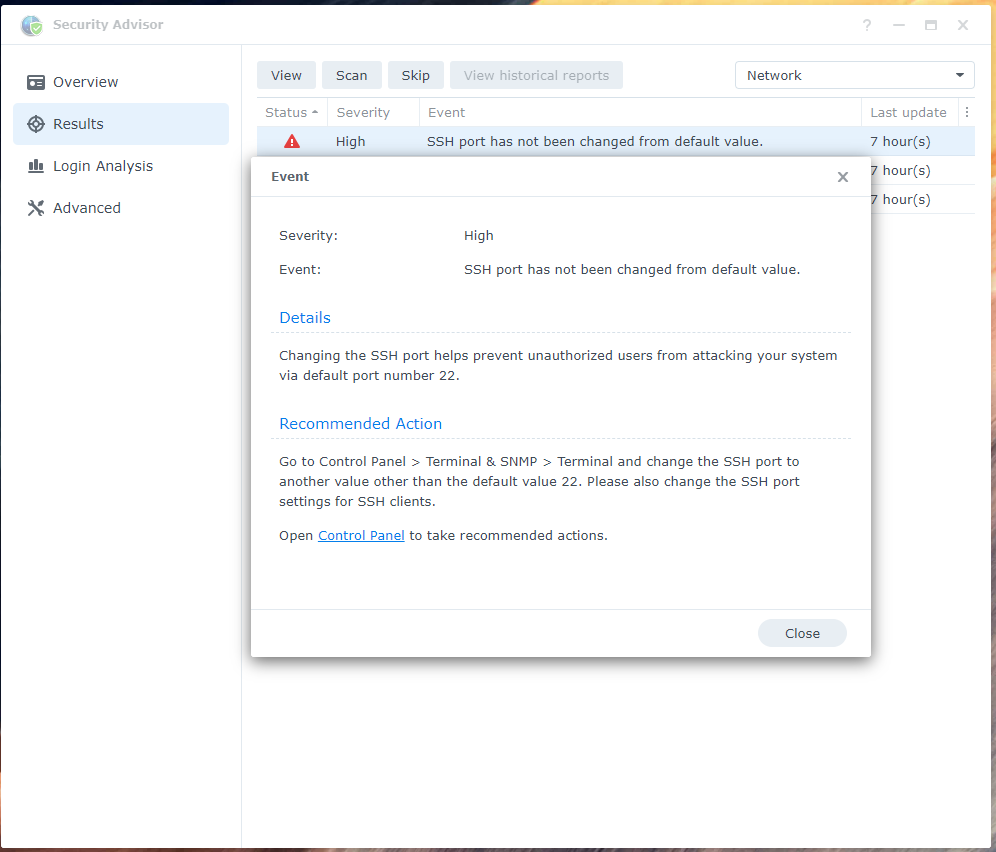 Security Advisor
?
Overview
Results
Login Analysis
Advanced
View Scan Skip View historical reports Network
Status Severity Event Last update
High SSH port has not been changed from default value. 7 hour(s)
7 hour(s)
7 hour(s)
Event
Severity: High
Event: SSH port has not been changed from default value.
Details
Changing the SSH port helps prevent unauthorized users from attacking your system
via default port number 22.
Recommended Action
Go to Control Panel > Terminal & SNMP > Terminal and change the SSH port to
another value other than the default value 22. Please also change the SSH port
settings for SSH clients.
Open Control Panel to take recommended actions.
Close